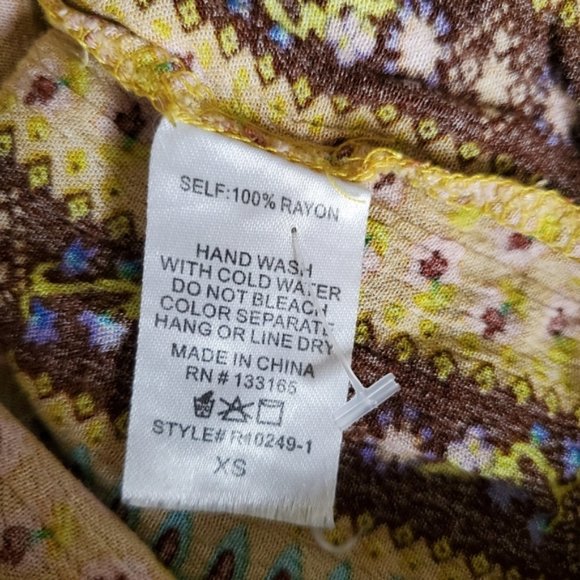 SELF:100% RAYON
HAND WASH
WITH COLD WATER
DO NOT BLEACH
COLOR SEPARATE
HANG OR LINE DRY
MADE IN CHINA
RN # 133165
STYLE# R10249-1
XS